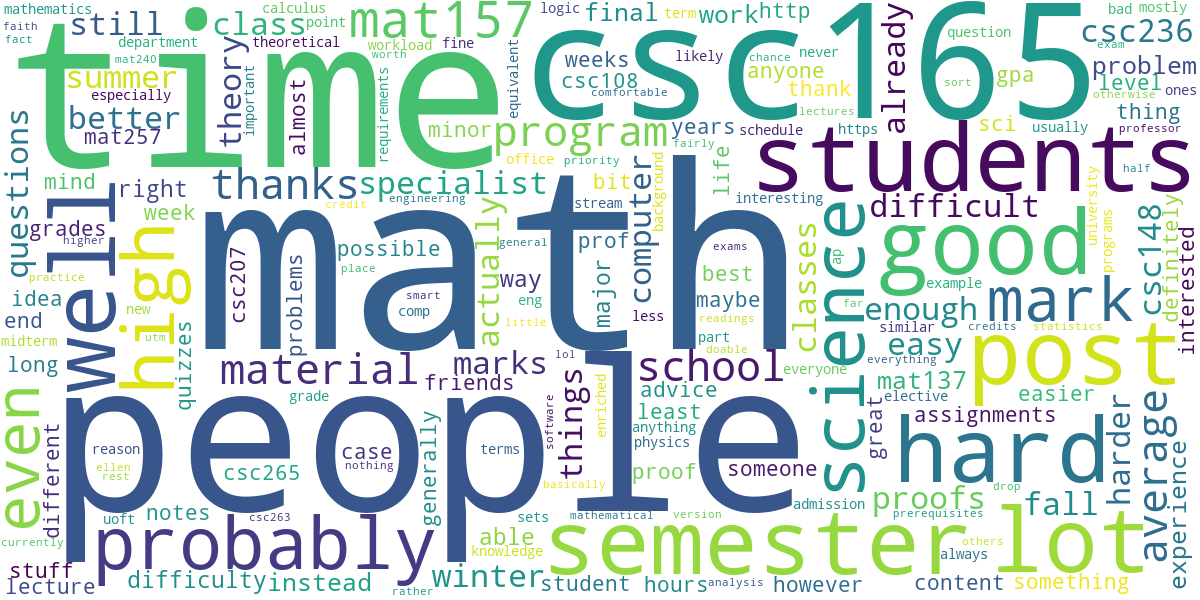 mathematics
still
class
calculus
point
mat157
logic
final
term
work
http
bad
mostly
faith
fact
department
theoretical
workload
fine
time
csc165
question
csc236
mat240
worth
weeks
likely
never
exam
summer
theory
important
almost
requirements
equivalent
csc108
comfortable
chance
anyone
thank
already
sort
gpa
level
problem
ones
especially
better
mat257
minor
program
years
schedule
lectures
https
sci
usually
otherwise
thing
professor
questions
mind
right
thanks
specialist
office
priority
fairly
bit
computer
background
life
students
half
grades
week
credit
engineering
stream
interesting
difficult
university
programs
higher
well
high
math
possible
actually
general
prof
exams
classes
science
ap
good
csc148
definitely
interested
practice
idea
new
csc207
problems
place
smart
comp
way
eng
major
best
maybe
less
readings
far
enough
example
mark
end
utm
little
part
doable
similar
credits
statistics
midterm
long
quizzes
material
marks
lol
school
everyone
everything
easy
post
friends
grade
things
advice
mat137
elective
easier
even
people
software
enriched
least
anything
physics
great
assignments
hard
harder
average
experience
different
reason
ellen
rest
case
nothing
csc265
generally
terms
basically
proof
someone
proofs
drop
fall
uoft
notes
csc263
sets
mathematical
version
admission
prerequisites
currently
probably
able
knowledge
semester
others
always
lot
stuff
lecture
difficulty
instead
rather
winter
student
hours
analysis
however
content
something